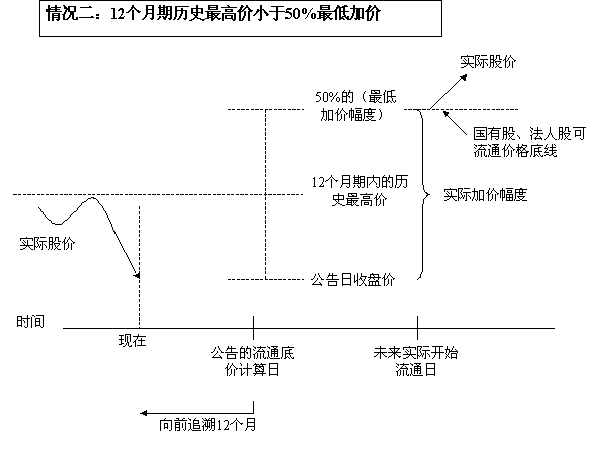 情况二：12个月期历史最高价小于50%最低加价
实际股价
50%的（最低
加价幅度）
国有股、法人股可
流通价格底线
12个月期内的历
史最高价
实际加价幅度
实际股价
公告日收盘价
时间
现在
公告的流通底
价计算日
未来实际开始
流通日
向前追溯12个月